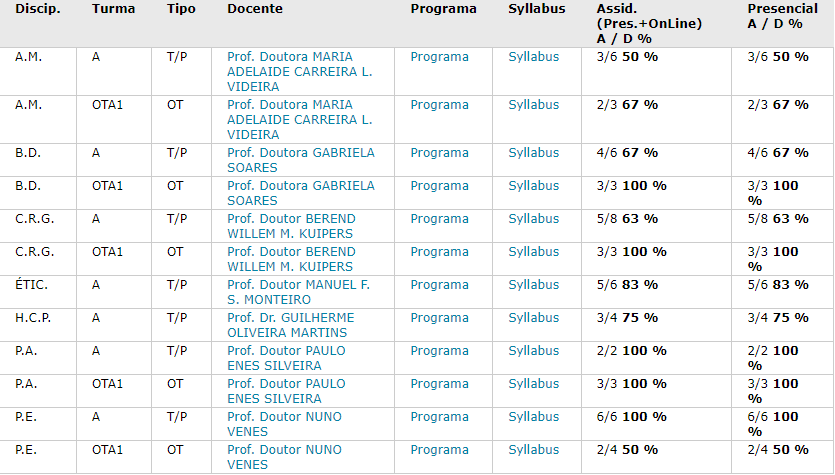 Discip. Turma Tipo Docente Programa Syllabus Assid. Presencial
(Pres.+OnLine) A / D %
A / D %
A.M. A T/P Prof. Doutora MARIA Programa Syllabus 3/6 50 % 3/6 50 %
ADELAIDE CARREIRA L.
VIDEIRA
A.M. OTA1 OT Prof. Doutora MARIA Programa Syllabus 2/3 67 % 2/3 67 %
ADELAIDE CARREIRA L.
VIDEIRA
B.D. A T/P Prof. Doutora GABRIELA Programa Syllabus 4/6 67 % 4/6 67 %
SOARES
B.D. OTA1 OT Prof. Doutora GABRIELA Programa Syllabus 3/3 100 % 3/3 100
SOARES %
C.R.G. A T/P Prof. Doutor BEREND Programa Syllabus 5/8 63 % 5/8 63 %
WILLEM M. KUIPERS
C.R.G. OTA1 OT Prof. Doutor BEREND Programa Syllabus 3/3 100 % 3/3 100
WILLEM M. KUIPERS %
ÉTIC. A T/P Prof. Doutor MANUEL F. Programa Syllabus 5/6 83 % 5/6 83 %
S. MONTEIRO
H.C.P. A T/P Prof. Dr. GUILHERME Programa Syllabus 3/4 75 % 3/4 75 %
OLIVEIRA MARTINS
P.A. A T/P Prof. Doutor PAULO Programa Syllabus 2/2 100 % 2/2 100
ENES SILVEIRA %
P.A. OTA1 OT Prof. Doutor PAULO Programa Syllabus 3/3 100 % 3/3 100
ENES SILVEIRA %
P.E. A T/P Prof. Doutor NUNO Programa Syllabus 6/6 100 % 6/6 100
VENES %
P.E. OTA1 OT Prof. Doutor NUNO Programa Syllabus 2/4 50 % 2/4 50 %
VENES